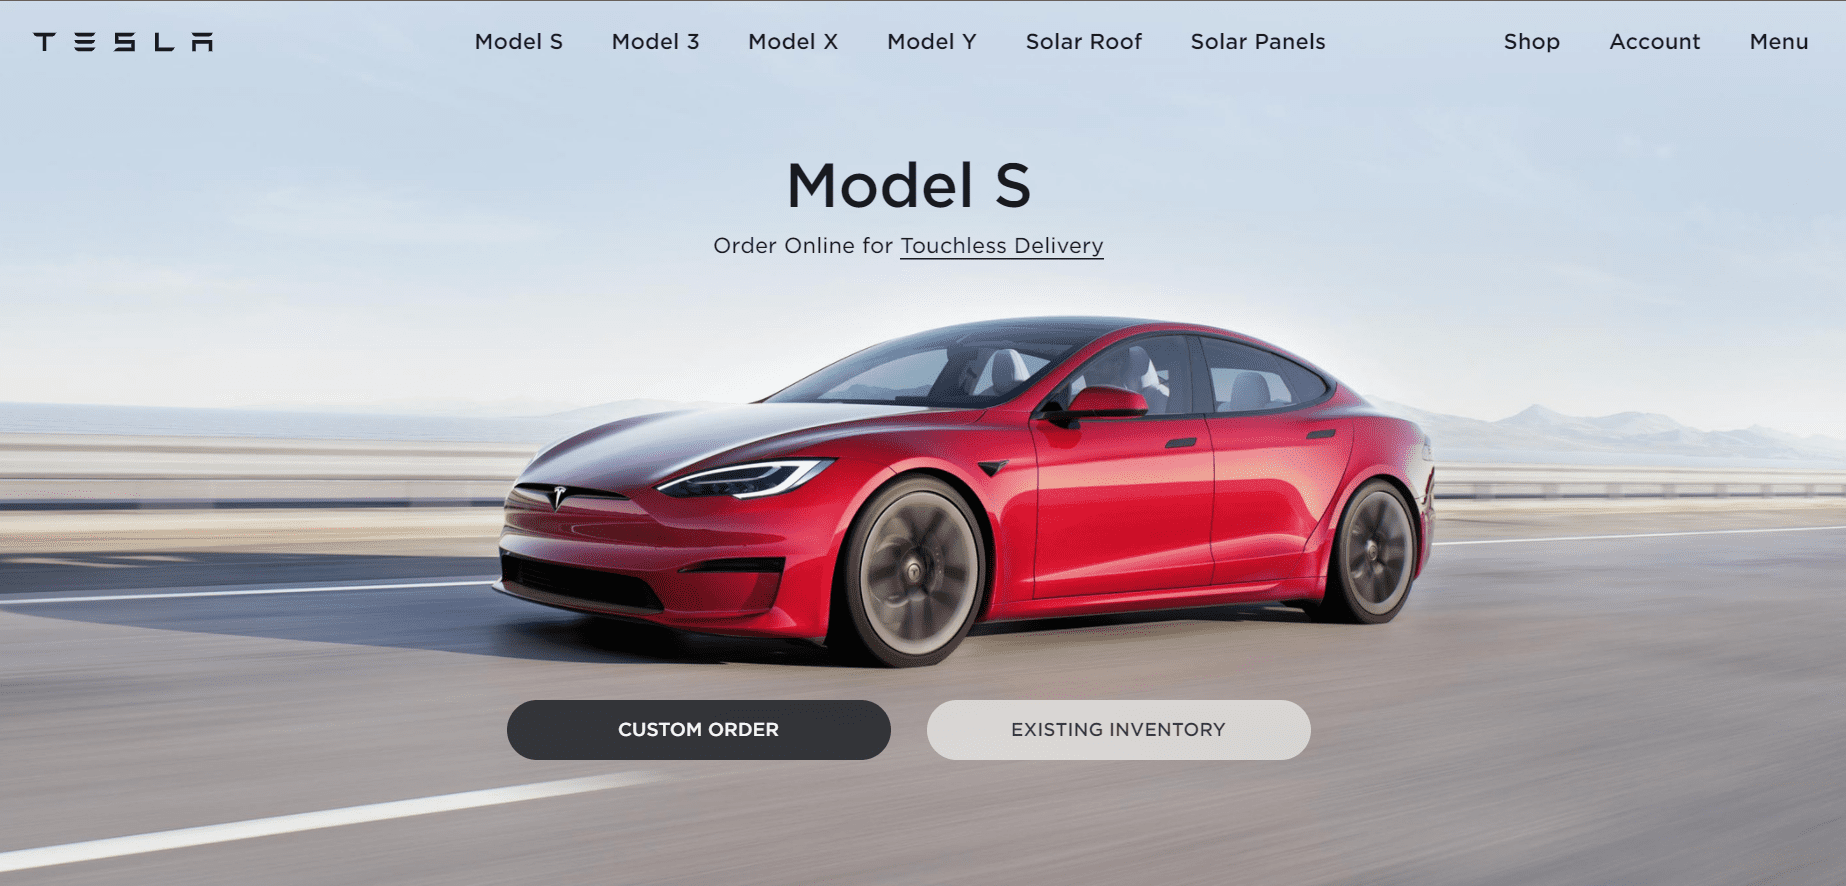 TESLA Model S Model 3 Model X Model Y Solar Roof Solar Panels Shop Account Menu
Model S
Order Online for Touchless Delivery
CUSTOM ORDER EXISTING INVENTORY